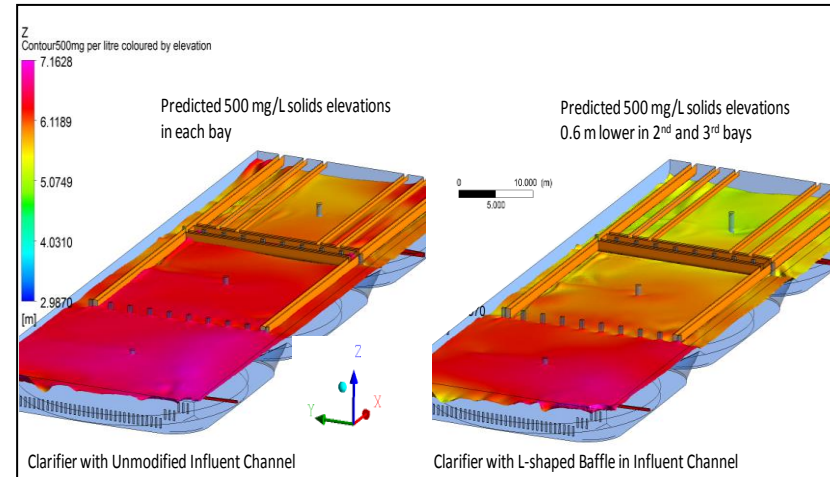 Z
Contour500mg per litre coloured by elevation
7.1628
6.1189
5.0749
4.0310
2.9870
[m]
Predicted 500 mg/L solids elevations
in each bay
Z
Y
X
Clarifier with Unmodified Influent Channel
Predicted 500 mg/L solids elevations
0.6 m lower in 2nd and 3rd bays
0 10.000 (m)
5.000
870
Clarifier with L-shaped Baffle in Influent Channel